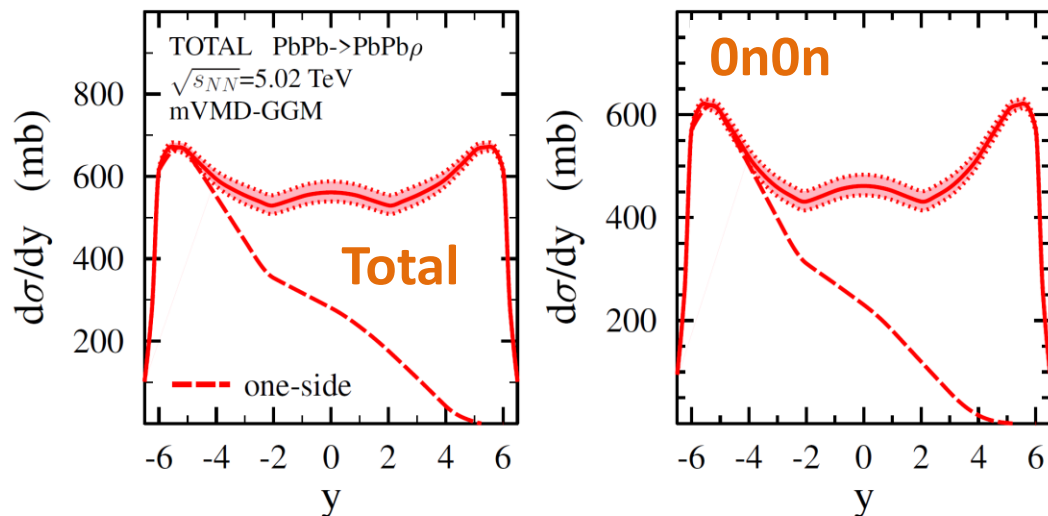 TOTAL PbPb->PbPbρ
√sNN=5.02 TeV
mVMD-GGM
Total
one-side
dσ/dy (mb)
800
600
400
200
-6 -4 -2 0 2 4 6
y
0n0n
dσ/dy (mb)
600
400
200
-6 -4 -2 0 2 4 6
y